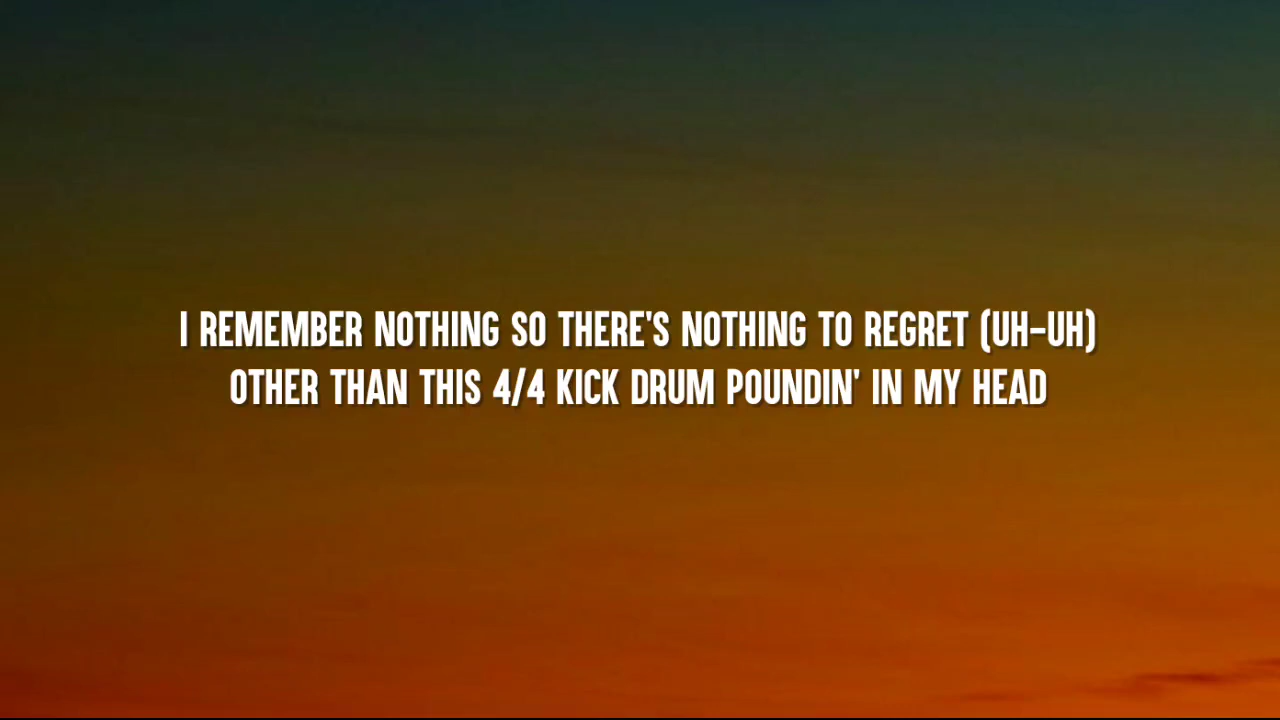 I REMEMBER NOTHING SO THERE'S NOTHING TO REGRET (UH-UH)
OTHER THAN THIS 4/4 KICK DRUM POUNDIN' IN MY HEAD